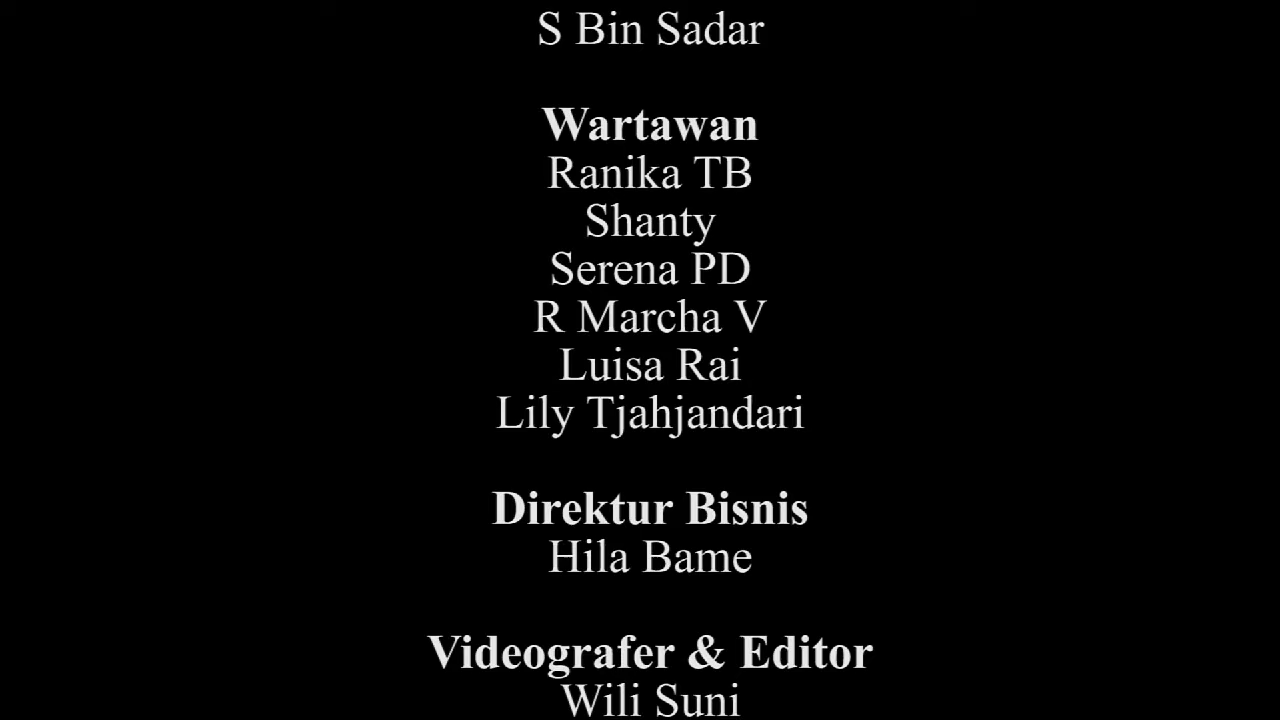 S Bin Sadar
Wartawan
Ranika TB
Shanty
Serena PD
R Marcha V
Luisa Rai
Lily Tjahjandari
Direktur Bisnis
Hila Bame
Videografer & Editor
Wili Suni